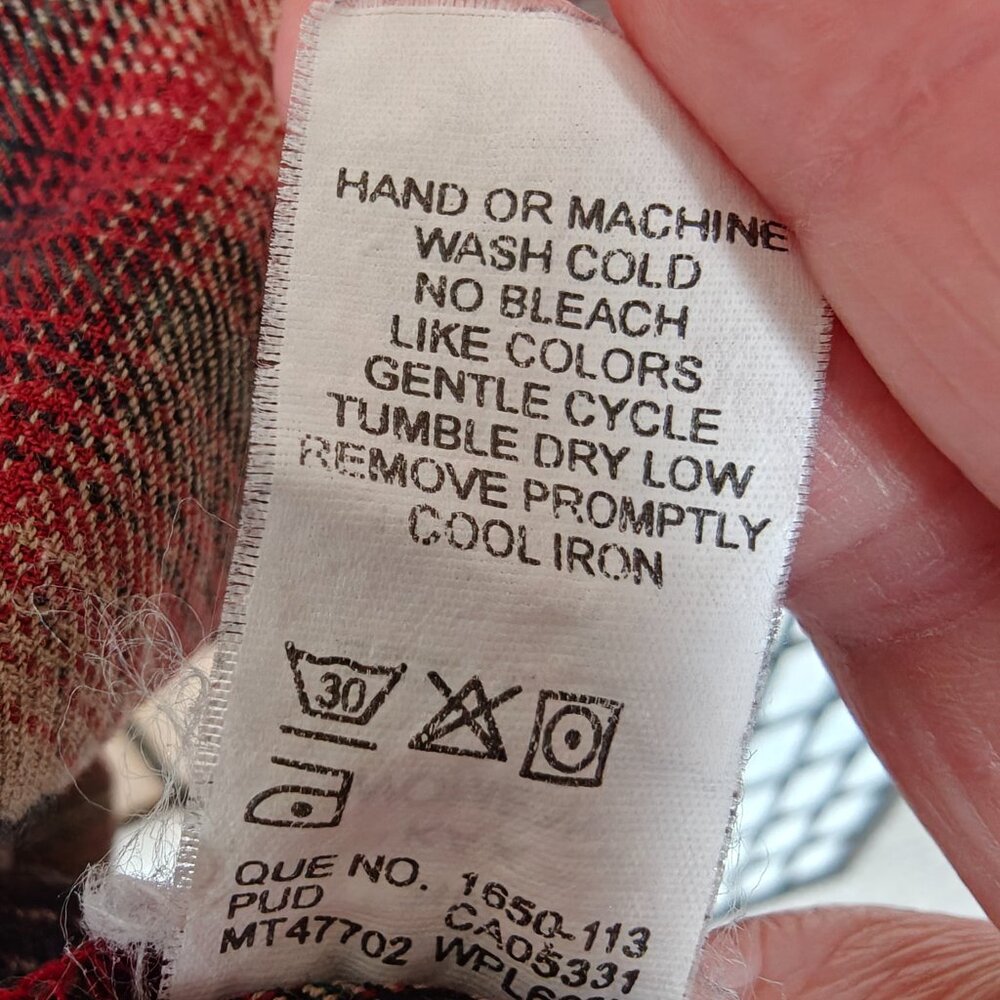 HAND OR MACHINE
WASH COLD
NO BLEACH
LIKE COLORS
GENTLE CYCLE
TUMBLE DRY LOW
REMOVE PROMPTLY
COOL IRON
30
QUE NO. 1650-113
PUD CA05331
MT47702